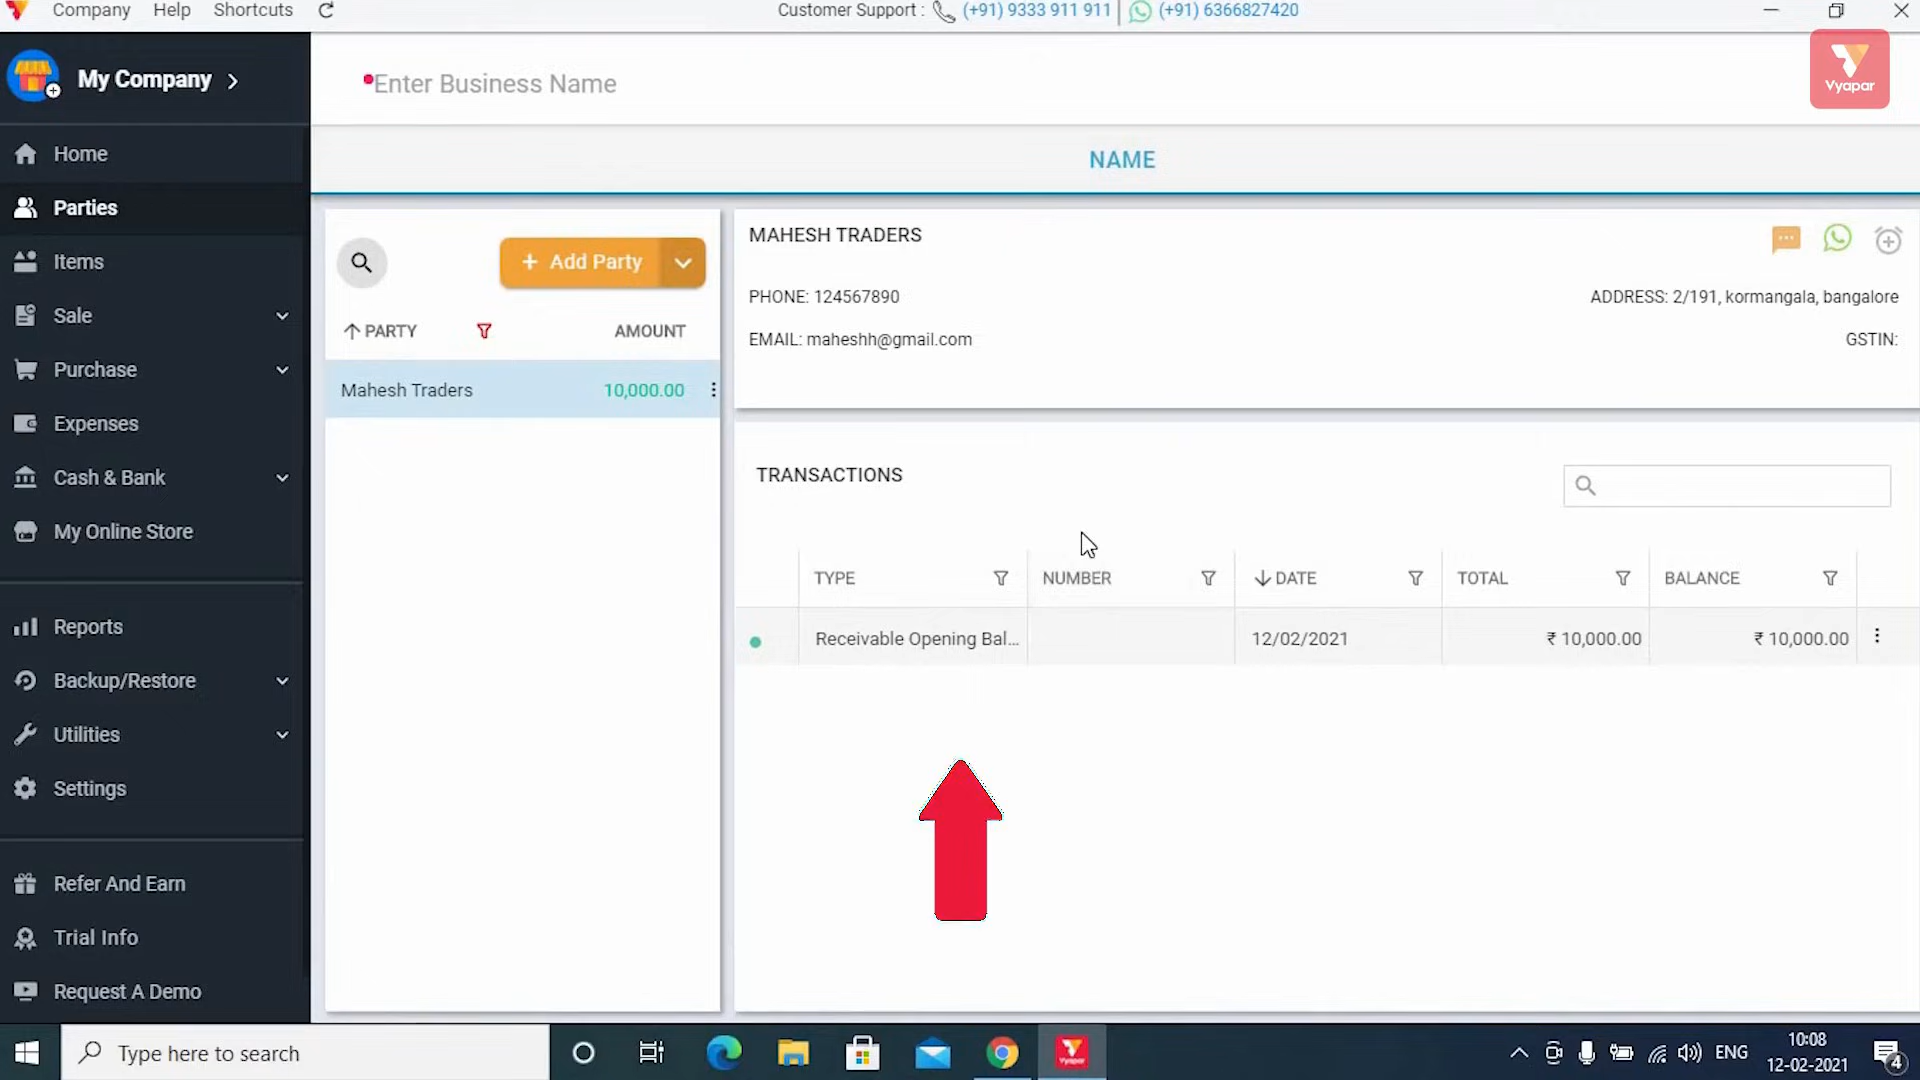 Company Help Shortcuts
Customer Support : (+91) 9333 911 911 (+91) 6366827420
My Company
Enter Business Name
Vyapar
Home
Parties
Items
Sale
Purchase
Expenses
Cash & Bank
My Online Store
Reports
Backup/Restore
Utilities
Settings
Refer And Earn
Trial Info
Request A Demo
NAME
+ Add Party
PARTY AMOUNT
Mahesh Traders 10,000.00
MAHESH TRADERS
PHONE: 124567890
ADDRESS: 2/191, kormangala, bangalore
EMAIL: maheshh@gmail.com
GSTIN:
TRANSACTIONS
TYPE NUMBER DATE TOTAL BALANCE
Receivable Opening Bal... 12/02/2021 ₹ 10,000.00 ₹ 10,000.00
Type here to search
Vyapar
ENG
10:08
12-02-2021
4